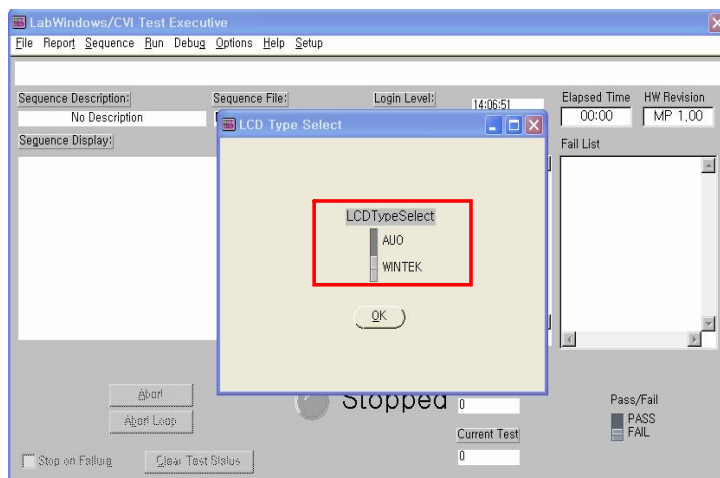 LabWindows/CVI Test Executive
File Report Sequence Run Debug Options Help Setup
Sequence Description: Sequence File: Login Level: 14:06:51 Elapsed Time HW Revision
No Description 00:00 MP 1.00
Sequence Display: Fail List
LCD Type Select
LCDTypeSelect
AUO
WINTEK
OK
Stopped
0
Abort
Abort Loop
Current Test
0
Stop on Failure Clear Test Status
Pass/Fail
PASS
FAIL